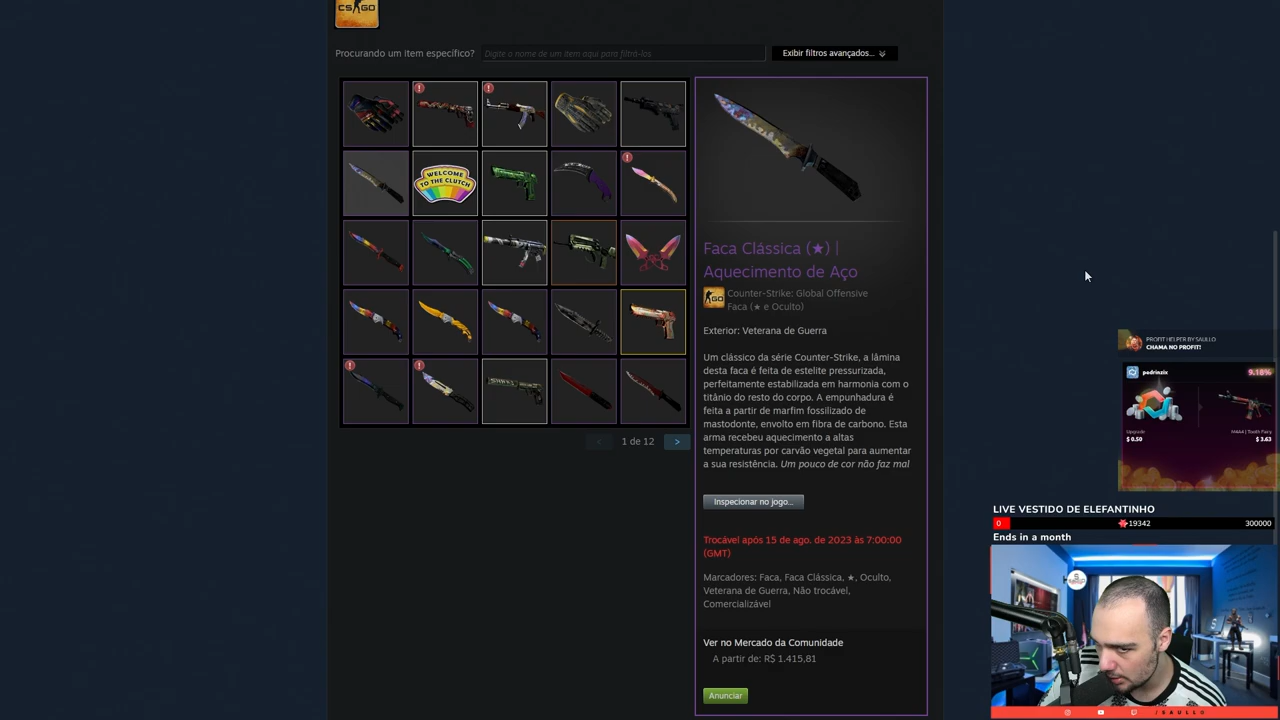 CS GO
Procurando um item específico?
Digite o nome de um item aqui para filtrá-los
Exibir filtros avançados...
WELCOME
TO THE CLUTCH
1 de 12
Faca Clássica (★) |
Aquecimento de Aço
Counter-Strike: Global Offensive
Faca (★ e Oculto)
Exterior: Veterana de Guerra
Um clássico da série Counter-Strike, a lâmina
desta faca é feita de estelite pressurizada,
perfeitamente estabilizada em harmonia com o
titânio do resto do corpo. A empunhadura é
feita a partir de marfim fossilizado de
mastodonte, envolto em fibra de carbono. Esta
arma recebeu aquecimento a altas
temperaturas por carvão vegetal para aumentar
a sua resistência. Um pouco de cor não faz mal
Inspecionar no jogo...
Trocável após 15 de ago. de 2023 às 7:00:00
(GMT)
Marcadores: Faca, Faca Clássica, ★, Oculto,
Veterana de Guerra, Não trocável,
Comercializável
Ver no Mercado da Comunidade
A partir de: R$ 1.415,81
Anunciar
PROFIT HELPER BY SAULLO
CHAMA NO PROFIT!
pedrinzix
9.18%
Upgrade
$ 0.50
M4A4 | Tooth Fairy
$ 3.63
LIVE VESTIDO DE ELEFANTINHO
0
19342
300000
Ends in a month
/SAULLO